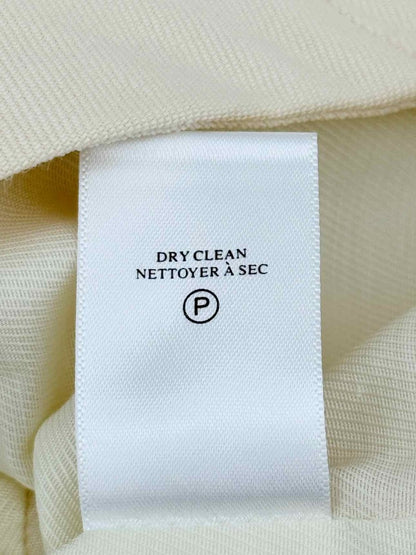 DRY CLEAN
NETTOYER À SEC
P